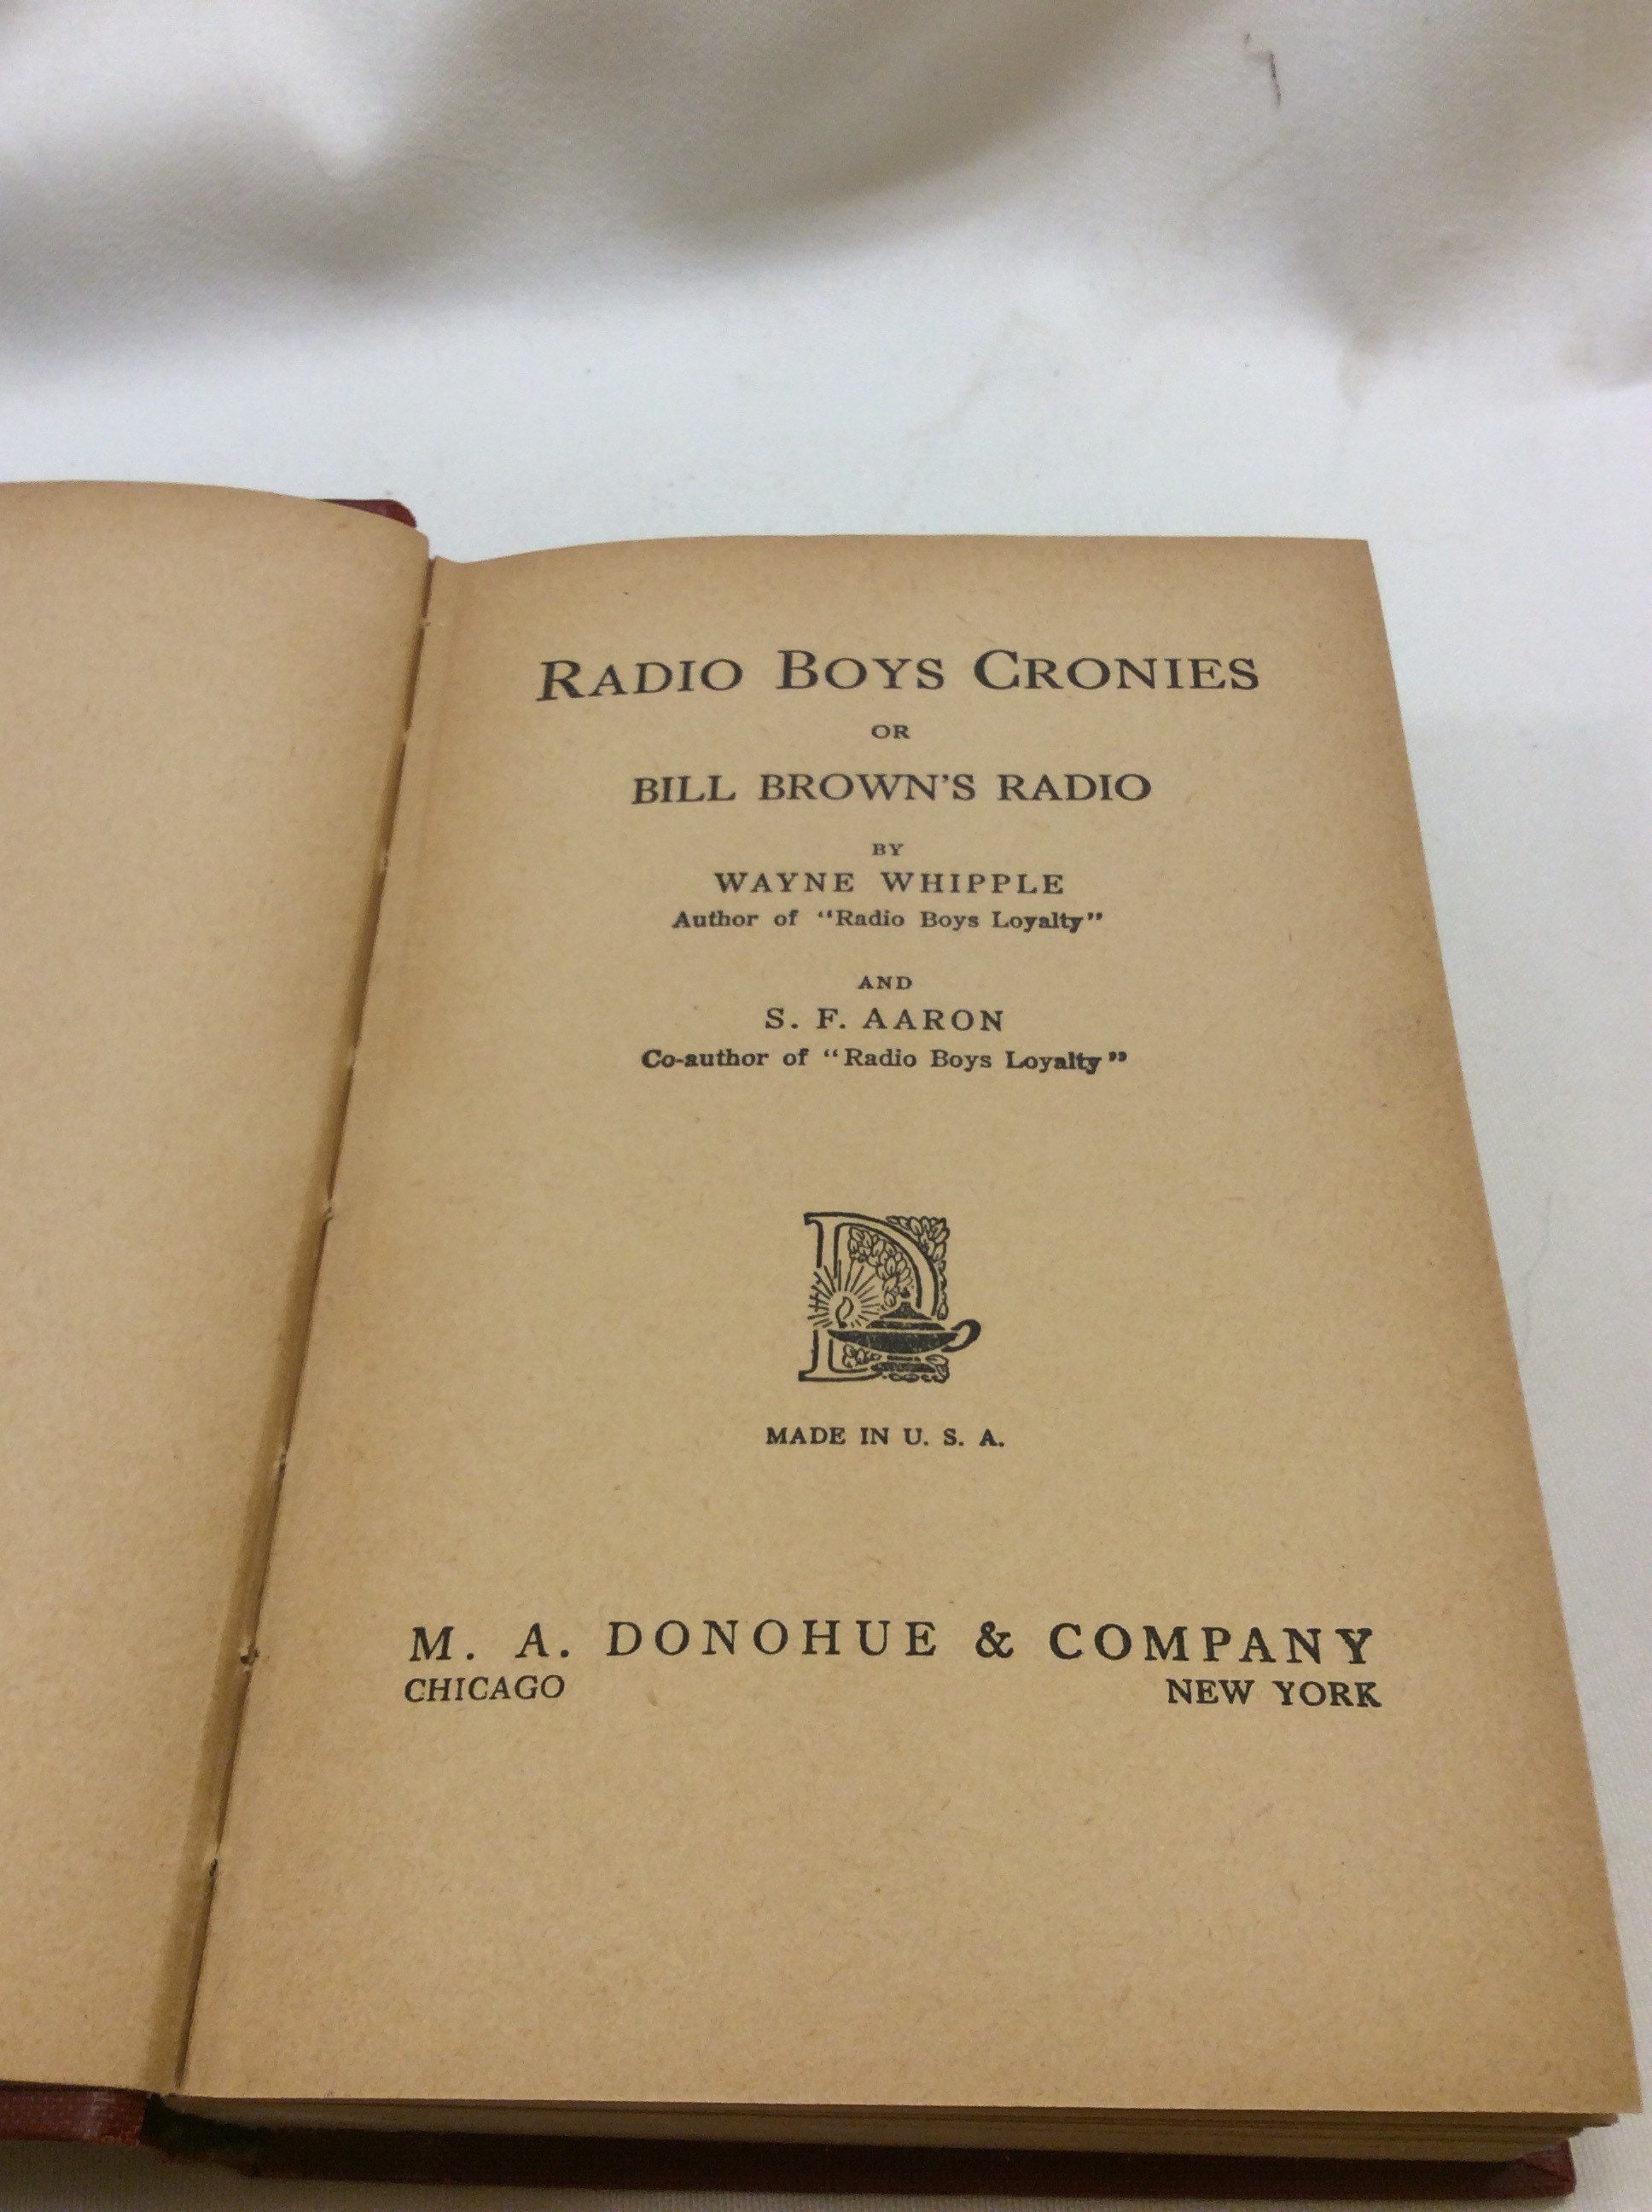 RADIO BOYS CRONIES
OR
BILL BROWN'S RADIO
BY
WAYNE WHIPPLE
Author of "Radio Boys Loyalty"
AND
S. F. AARON
Co-author of "Radio Boys Loyalty"
D
MADE IN U. S. A.
M. A. DONOHUE & COMPANY
CHICAGO NEW YORK